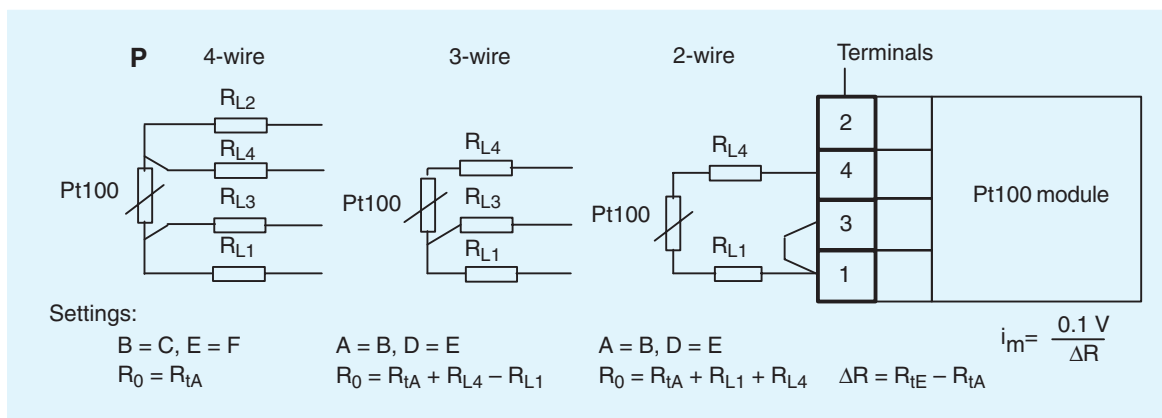 P 4-wire 3-wire 2-wire Terminals
R_L2
R_L4
R_L3
R_L1
Pt100
R_L4
R_L3
R_L1
Pt100
R_L4
R_L1
Pt100
2
4
3
1
Pt100 module
Settings:
B = C, E = F
R_0 = R_tA
A = B, D = E
R_0 = R_tA + R_L4 – R_L1
A = B, D = E
R_0 = R_tA + R_L1 + R_L4
ΔR = R_tE – R_tA
i_m= 0.1 V / ΔR